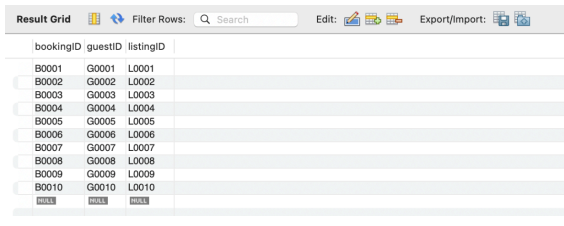 Result Grid Filter Rows: Search Edit: Export/Import:
bookingID guestID listingID
B0001 G0001 L0001
B0002 G0002 L0002
B0003 G0003 L0003
B0004 G0004 L0004
B0005 G0005 L0005
B0006 G0006 L0006
B0007 G0007 L0007
B0008 G0008 L0008
B0009 G0009 L0009
B0010 G0010 L0010
NULL NULL NULL